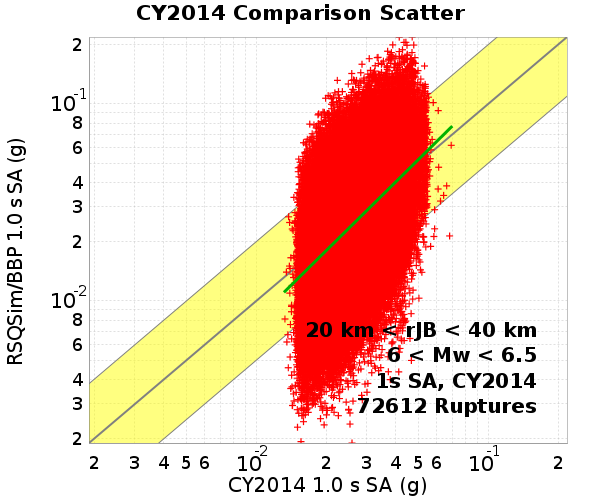 CY2014 Comparison Scatter
RSQSim/BBP 1.0 s SA (g)
2
10-1
8
6
4
3
2
10-2
8
6
4
3
2
20 km < rJB < 40 km
6 < Mw < 6.5
1s SA, CY2014
72612 Ruptures
2 3 4 5 6 10-2 2 3 4 5 6 10-1 2
CY2014 1.0 s SA (g)